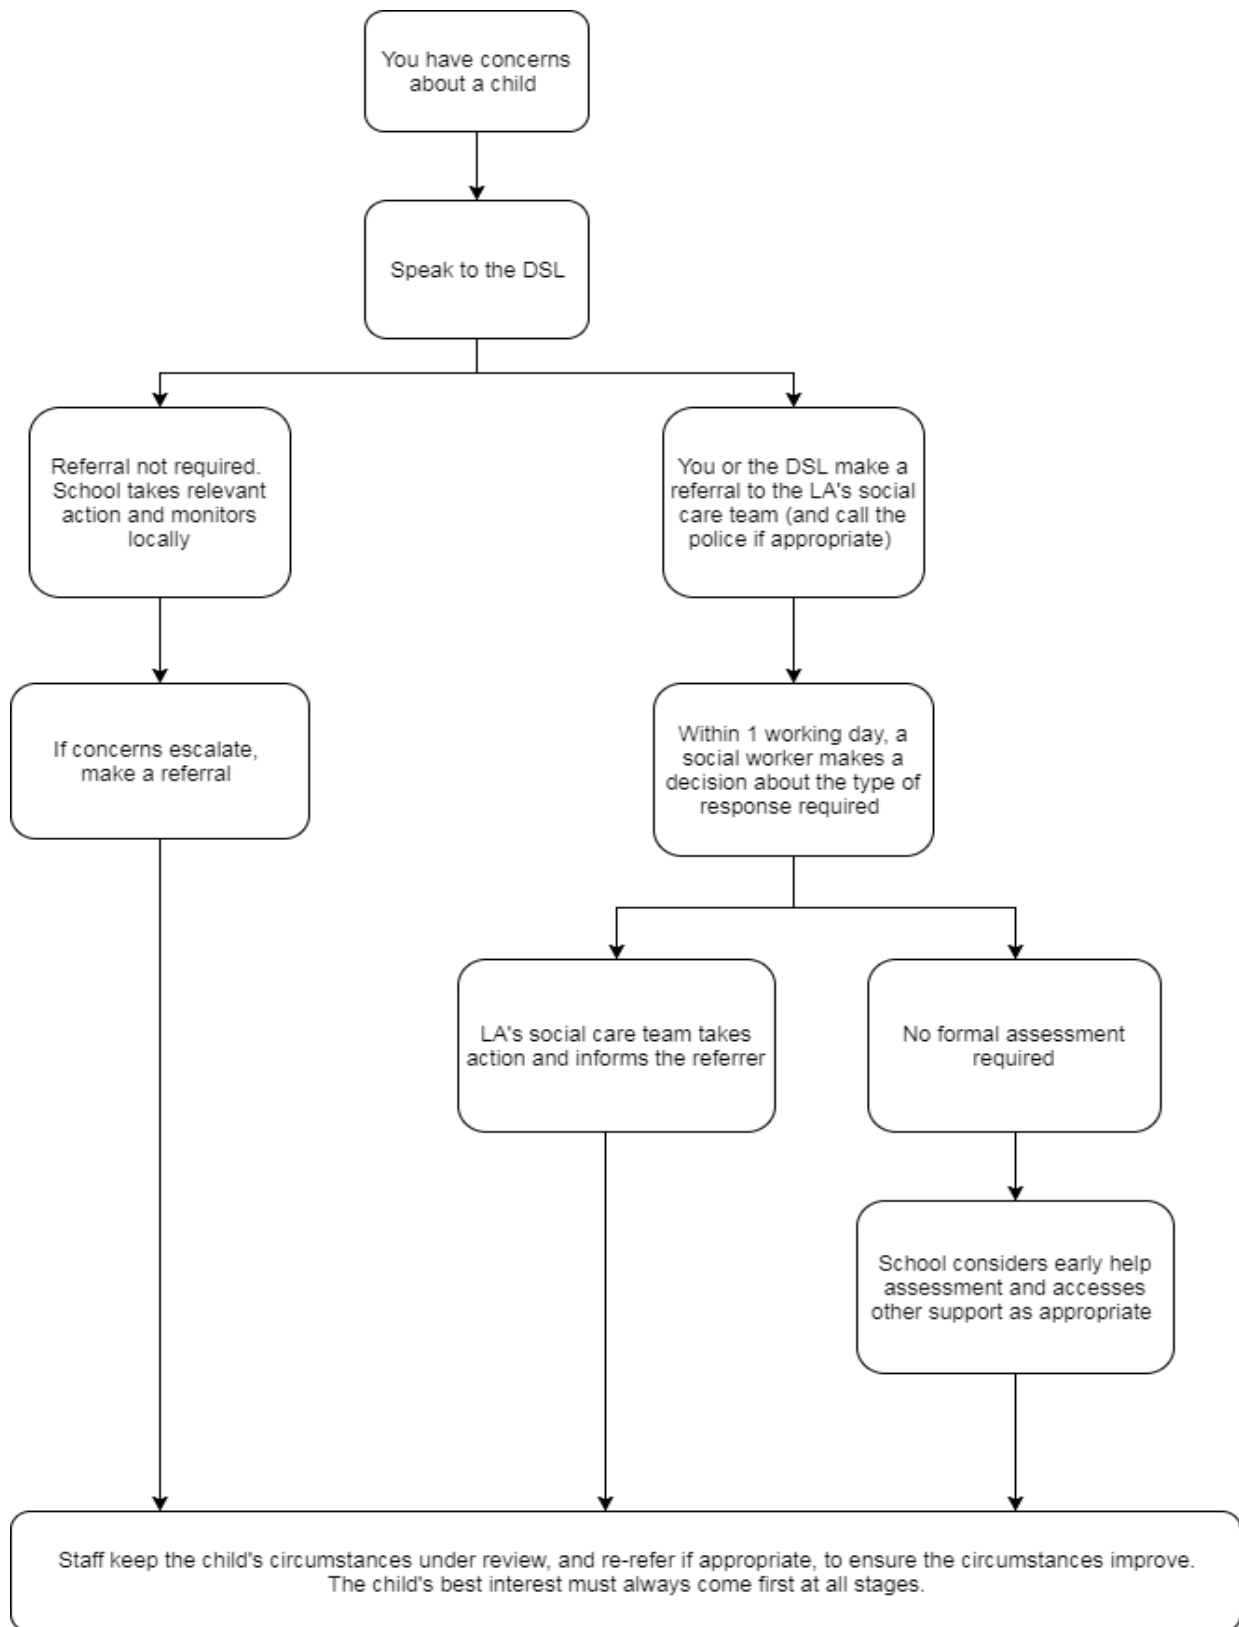 You have concerns
about a child
Speak to the DSL
Referral not required.
School takes relevant
action and monitors
locally
You or the DSL make a
referral to the LA's social
care team (and call the
police if appropriate)
If concerns escalate,
make a referral
Within 1 working day, a
social worker makes a
decision about the type of
response required
LA's social care team takes
action and informs the referrer
No formal assessment
required
School considers early help
assessment and accesses
other support as appropriate
Staff keep the child's circumstances under review, and re-refer if appropriate, to ensure the circumstances improve.
The child's best interest must always come first at all stages.